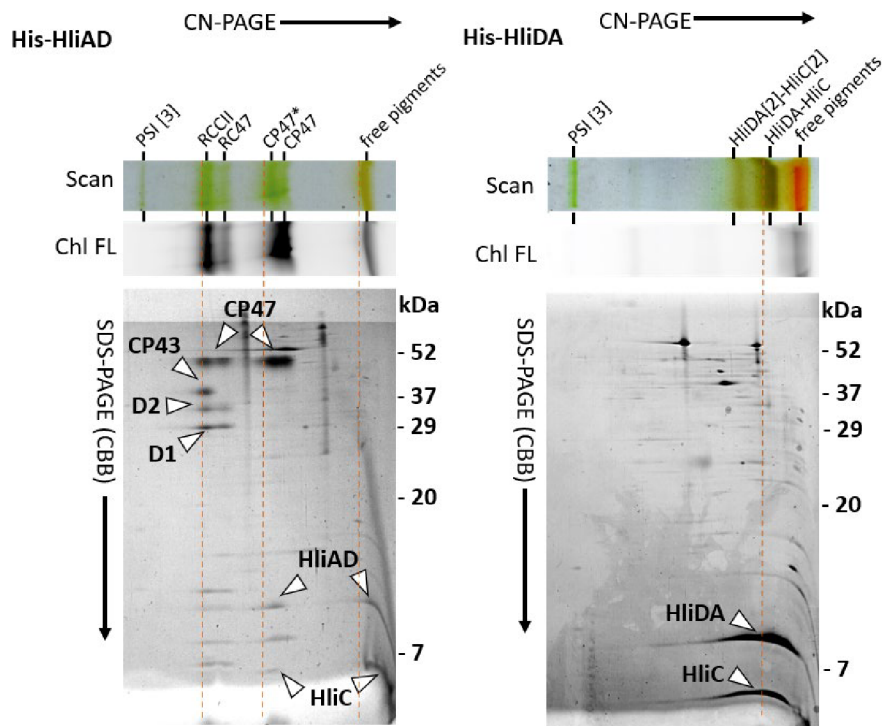 His-HliAD
CN-PAGE
PSI [3]
RCCII
RC47
CP47*
CP47
free pigments
Scan
Chl FL
SDS-PAGE (CBB)
CP47
CP43
D2
D1
HliAD
HliC
kDa
- 52
- 37
- 29
- 20
- 7
His-HliDA
CN-PAGE
PSI [3]
HliDA[2]-HliC[2]
HliDA-HliC
free pigments
Scan
Chl FL
SDS-PAGE (CBB)
HliDA
HliC
kDa
- 52
- 37
- 29
- 20
- 7